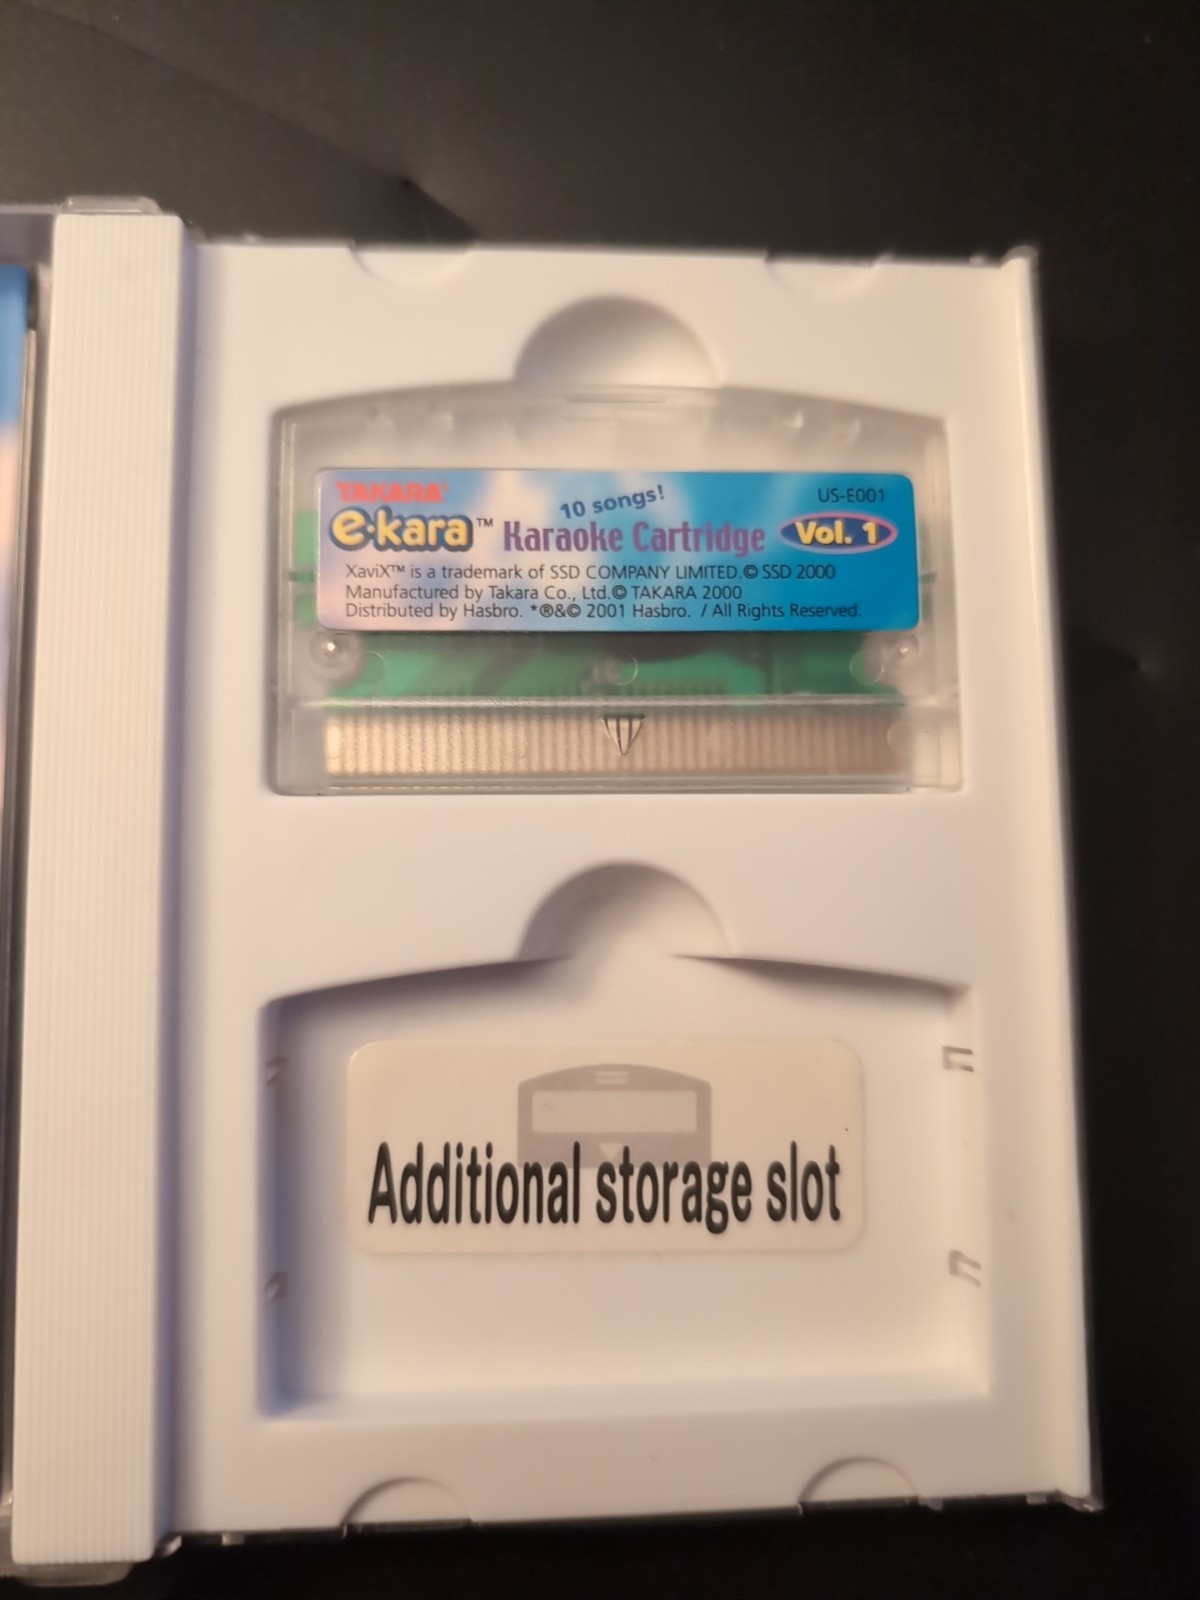 TAKARA®
10 songs!
US-E001
e·kara™ Karaoke Cartridge Vol. 1
XaviX™ is a trademark of SSD COMPANY LIMITED.© SSD 2000
Manufactured by Takara Co., Ltd.© TAKARA 2000
Distributed by Hasbro. *®&© 2001 Hasbro. / All Rights Reserved.
Additional storage slot